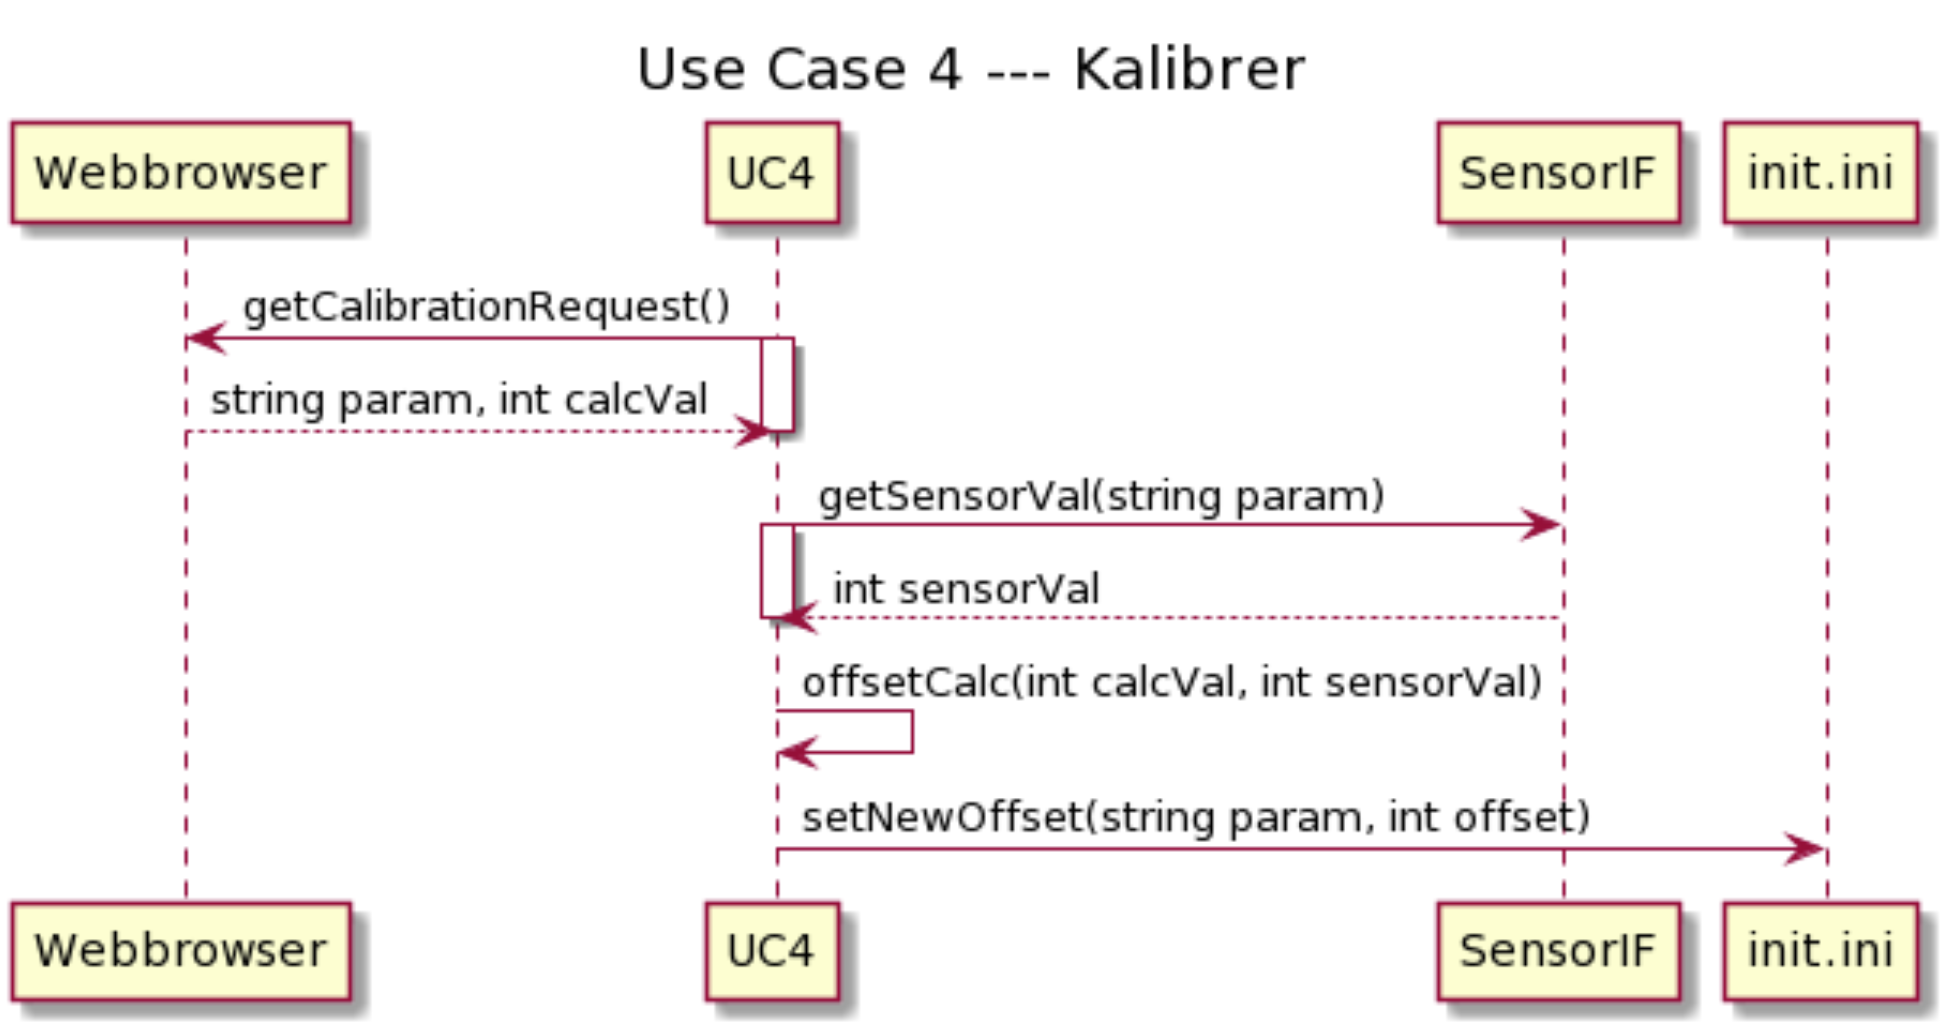 Use Case 4 --- Kalibrer
Webbrowser
UC4
SensorIF
init.ini
getCalibrationRequest()
string param, int calcVal
getSensorVal(string param)
int sensorVal
offsetCalc(int calcVal, int sensorVal)
setNewOffset(string param, int offset)
Webbrowser
UC4
SensorIF
init.ini